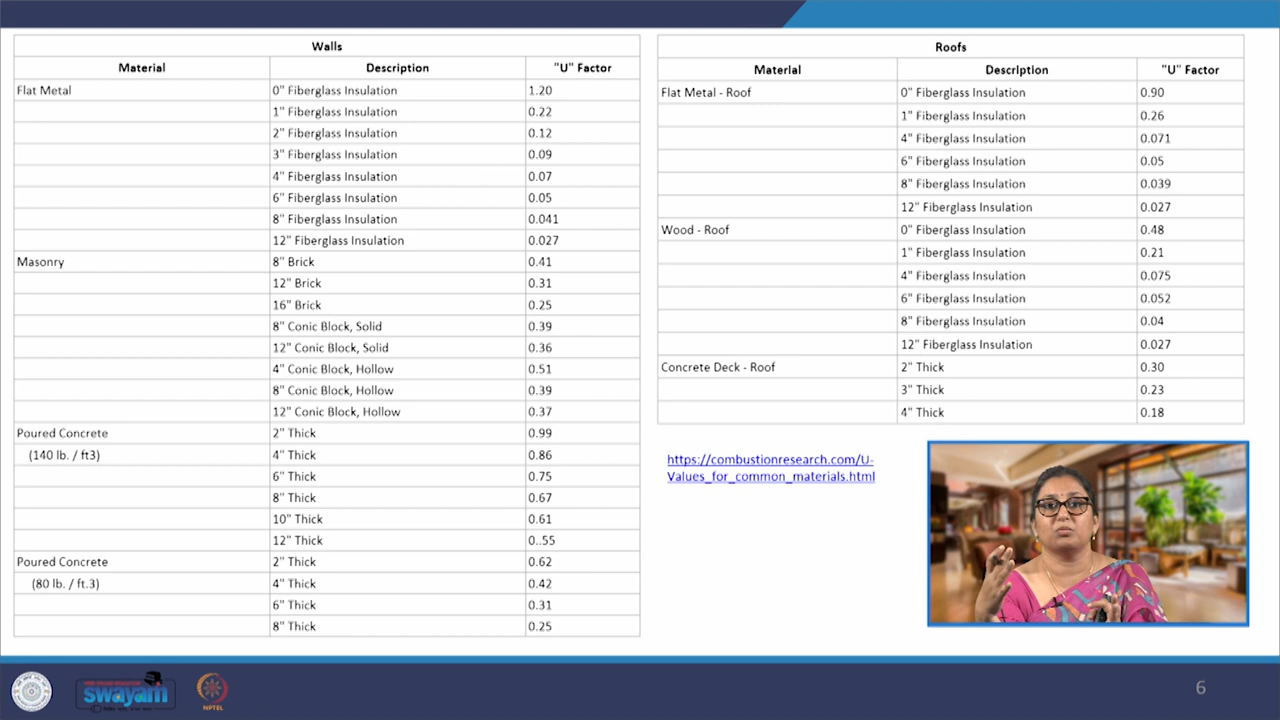 Walls
Material Description "U" Factor
Flat Metal 0" Fiberglass Insulation 1.20
1" Fiberglass Insulation 0.22
2" Fiberglass Insulation 0.12
3" Fiberglass Insulation 0.09
4" Fiberglass Insulation 0.07
6" Fiberglass Insulation 0.05
8" Fiberglass Insulation 0.041
12" Fiberglass Insulation 0.027
Masonry 8" Brick 0.41
12" Brick 0.31
16" Brick 0.25
8" Conic Block, Solid 0.39
12" Conic Block, Solid 0.36
4" Conic Block, Hollow 0.51
8" Conic Block, Hollow 0.39
12" Conic Block, Hollow 0.37
Poured Concrete 2" Thick 0.99
(140 lb. / ft3) 4" Thick 0.86
6" Thick 0.75
8" Thick 0.67
10" Thick 0.61
12" Thick 0..55
Poured Concrete 2" Thick 0.62
(80 lb. / ft.3) 4" Thick 0.42
6" Thick 0.31
8" Thick 0.25
Roofs
Material Description "U" Factor
Flat Metal - Roof 0" Fiberglass Insulation 0.90
1" Fiberglass Insulation 0.26
4" Fiberglass Insulation 0.071
6" Fiberglass Insulation 0.05
8" Fiberglass Insulation 0.039
12" Fiberglass Insulation 0.027
Wood - Roof 0" Fiberglass Insulation 0.48
1" Fiberglass Insulation 0.21
4" Fiberglass Insulation 0.075
6" Fiberglass Insulation 0.052
8" Fiberglass Insulation 0.04
12" Fiberglass Insulation 0.027
Concrete Deck - Roof 2" Thick 0.30
3" Thick 0.23
4" Thick 0.18
https://combustionresearch.com/U-
Values_for_common_materials.html
swayam
NPTEL
6